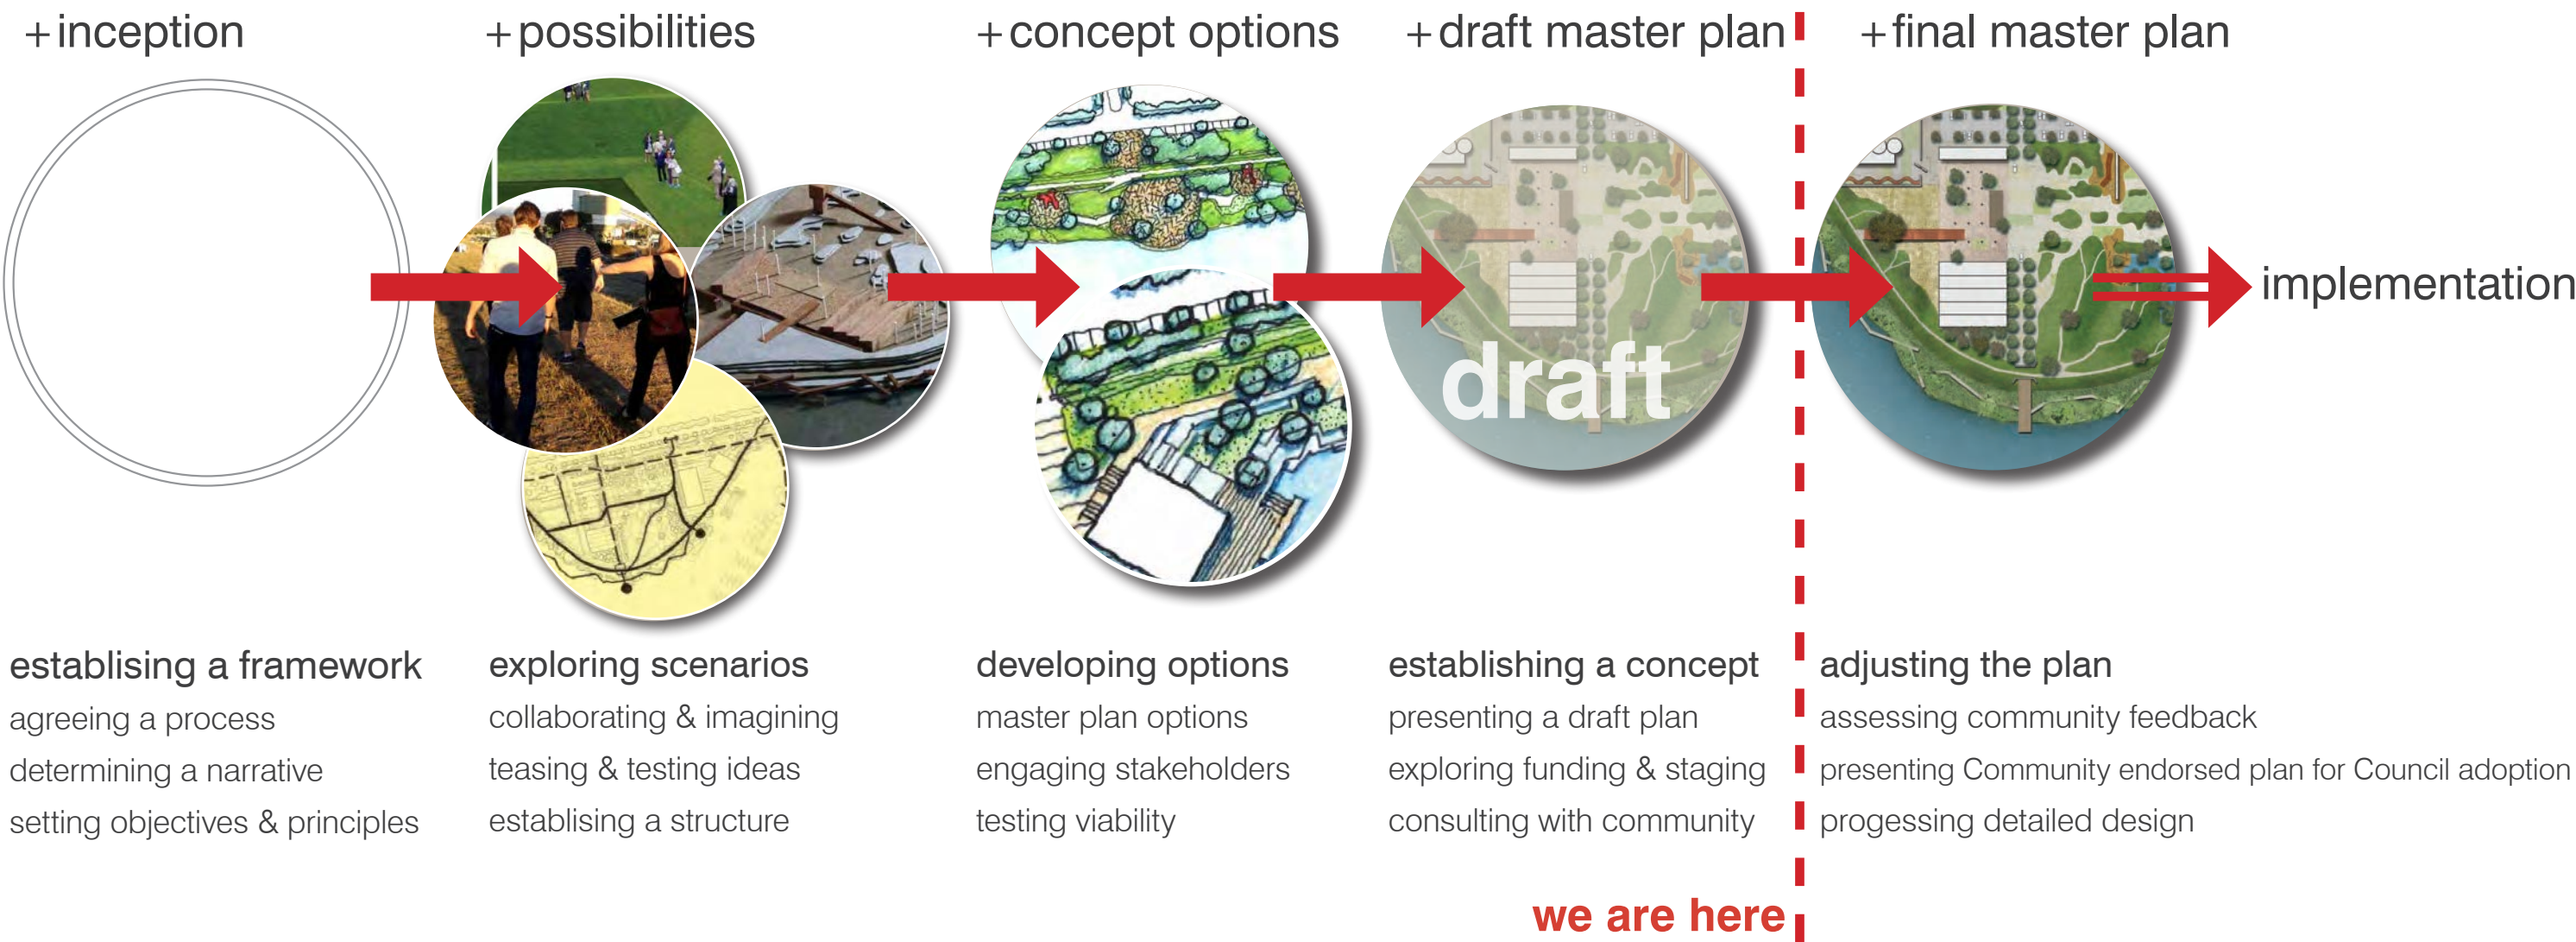 +inception
+possibilities
+concept options
+draft master plan
+final master plan
draft
implementation
establising a framework
agreeing a process
determining a narrative
setting objectives & principles
exploring scenarios
collaborating & imagining
teasing & testing ideas
establising a structure
developing options
master plan options
engaging stakeholders
testing viability
establishing a concept
presenting a draft plan
exploring funding & staging
consulting with community
adjusting the plan
assessing community feedback
presenting Community endorsed plan for Council adoption
progessing detailed design
we are here